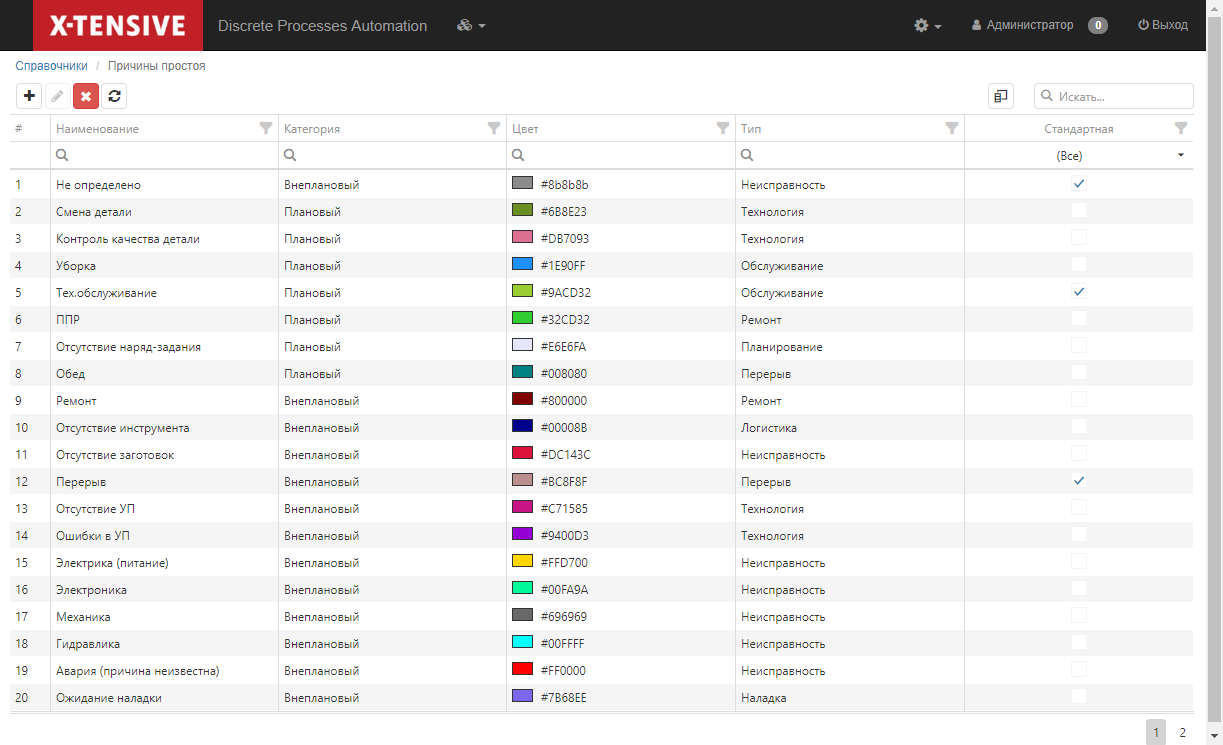 X-TENSIVE Discrete Processes Automation Администратор 0 Выход
Справочники / Причины простоя
Искать...
# Наименование Категория Цвет Тип Стандартная
(Все)
1 Не определено Внеплановый #8b8b8b Неисправность
2 Смена детали Плановый #6B8E23 Технология
3 Контроль качества детали Плановый #DB7093 Технология
4 Уборка Плановый #1E90FF Обслуживание
5 Тех.обслуживание Плановый #9ACD32 Обслуживание
6 ППР Плановый #32CD32 Ремонт
7 Отсутствие наряд-задания Плановый #E6E6FA Планирование
8 Обед Плановый #008080 Перерыв
9 Ремонт Внеплановый #800000 Ремонт
10 Отсутствие инструмента Внеплановый #00008B Логистика
11 Отсутствие заготовок Внеплановый #DC143C Неисправность
12 Перерыв Внеплановый #BC8F8F Перерыв
13 Отсутствие УП Внеплановый #C71585 Технология
14 Ошибки в УП Внеплановый #9400D3 Технология
15 Электрика (питание) Внеплановый #FFD700 Неисправность
16 Электроника Внеплановый #00FA9A Неисправность
17 Механика Внеплановый #696969 Неисправность
18 Гидравлика Внеплановый #00FFFF Неисправность
19 Авария (причина неизвестна) Внеплановый #FF0000 Неисправность
20 Ожидание наладки Внеплановый #7B68EE Наладка
1 2